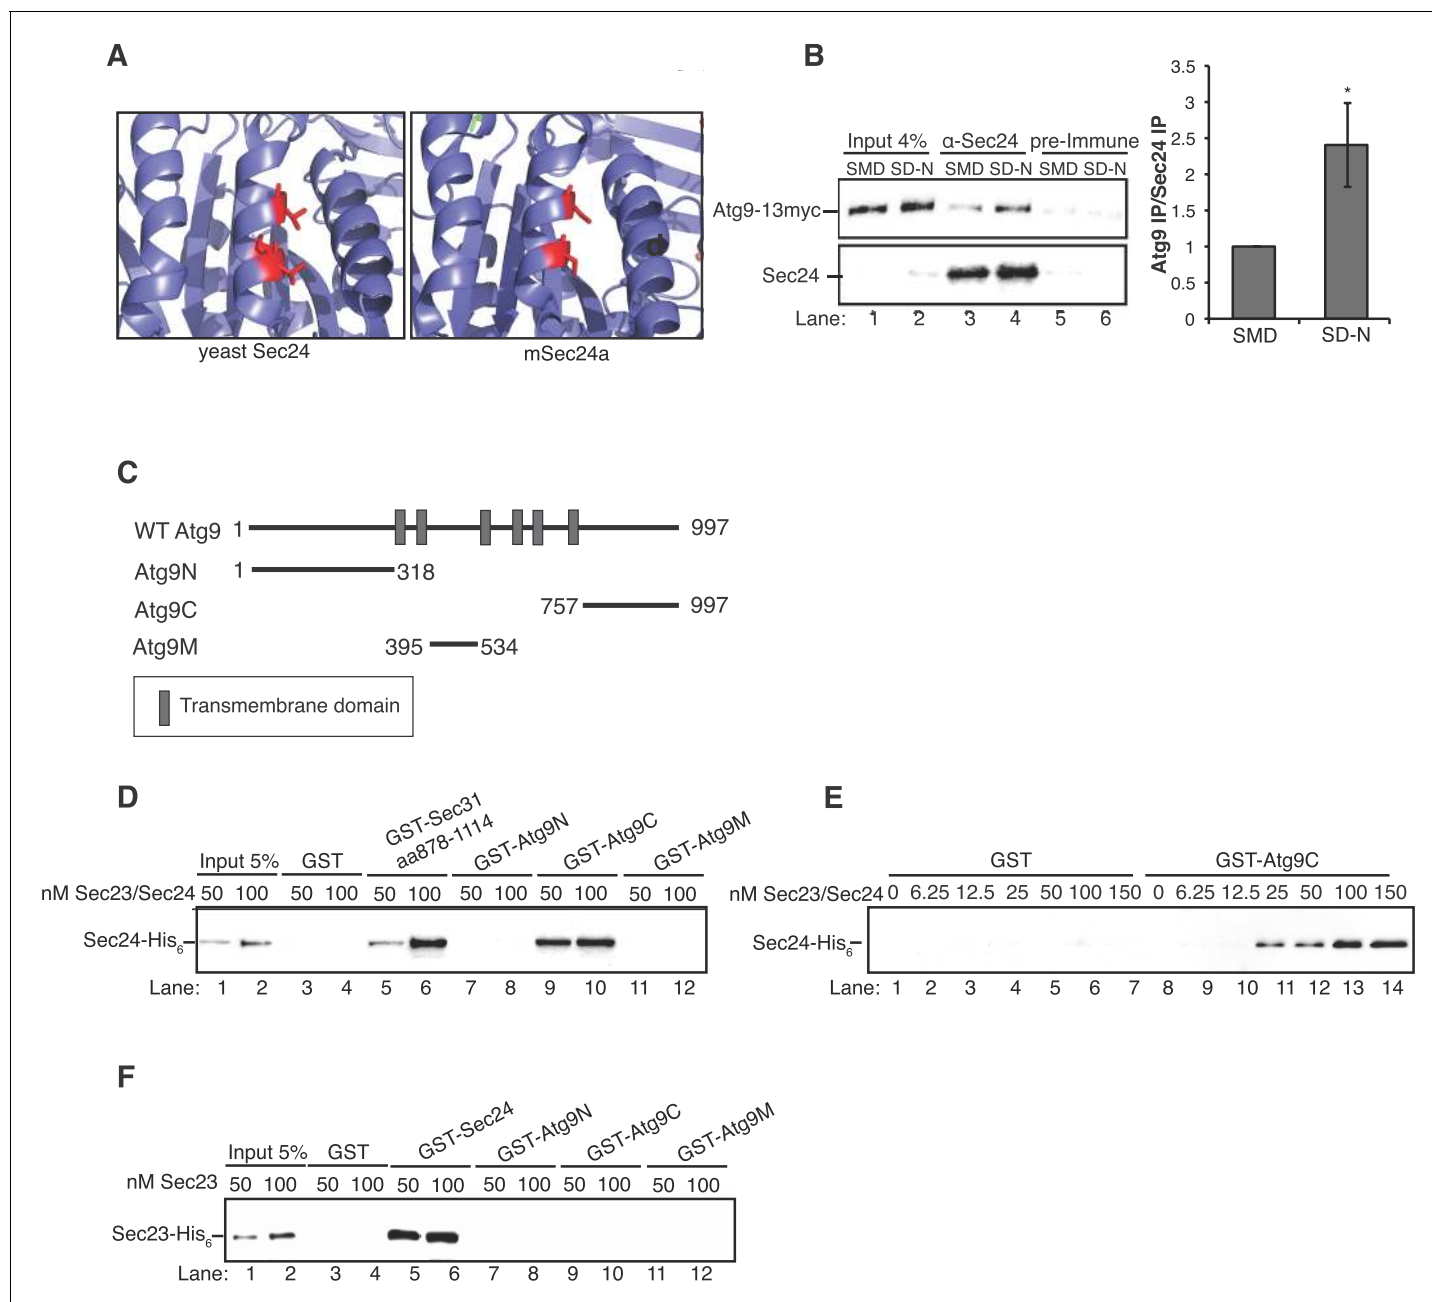 A
yeast Sec24
mSec24a
d
B
Input 4% α-Sec24 pre-Immune
SMD SD-N SMD SD-N SMD SD-N
Atg9-13myc
Sec24
Lane: 1 2 3 4 5 6
Atg9 IP/Sec24 IP
3.5
3
2.5
2
1.5
1
0.5
0
*
SMD SD-N
C
WT Atg9 1 997
Atg9N 1 318
Atg9C 757 997
Atg9M 395 534
Transmembrane domain
D
Input 5% GST GST-Sec31 aa878-1114 GST-Atg9N GST-Atg9C GST-Atg9M
nM Sec23/Sec24 50 100 50 100 50 100 50 100 50 100 50 100
Sec24-His6
Lane: 1 2 3 4 5 6 7 8 9 10 11 12
E
GST GST-Atg9C
nM Sec23/Sec24 0 6.25 12.5 25 50 100 150 0 6.25 12.5 25 50 100 150
Sec24-His6
Lane: 1 2 3 4 5 6 7 8 9 10 11 12 13 14
F
Input 5% GST GST-Sec24 GST-Atg9N GST-Atg9C GST-Atg9M
nM Sec23 50 100 50 100 50 100 50 100 50 100 50 100
Sec23-His6
Lane: 1 2 3 4 5 6 7 8 9 10 11 12